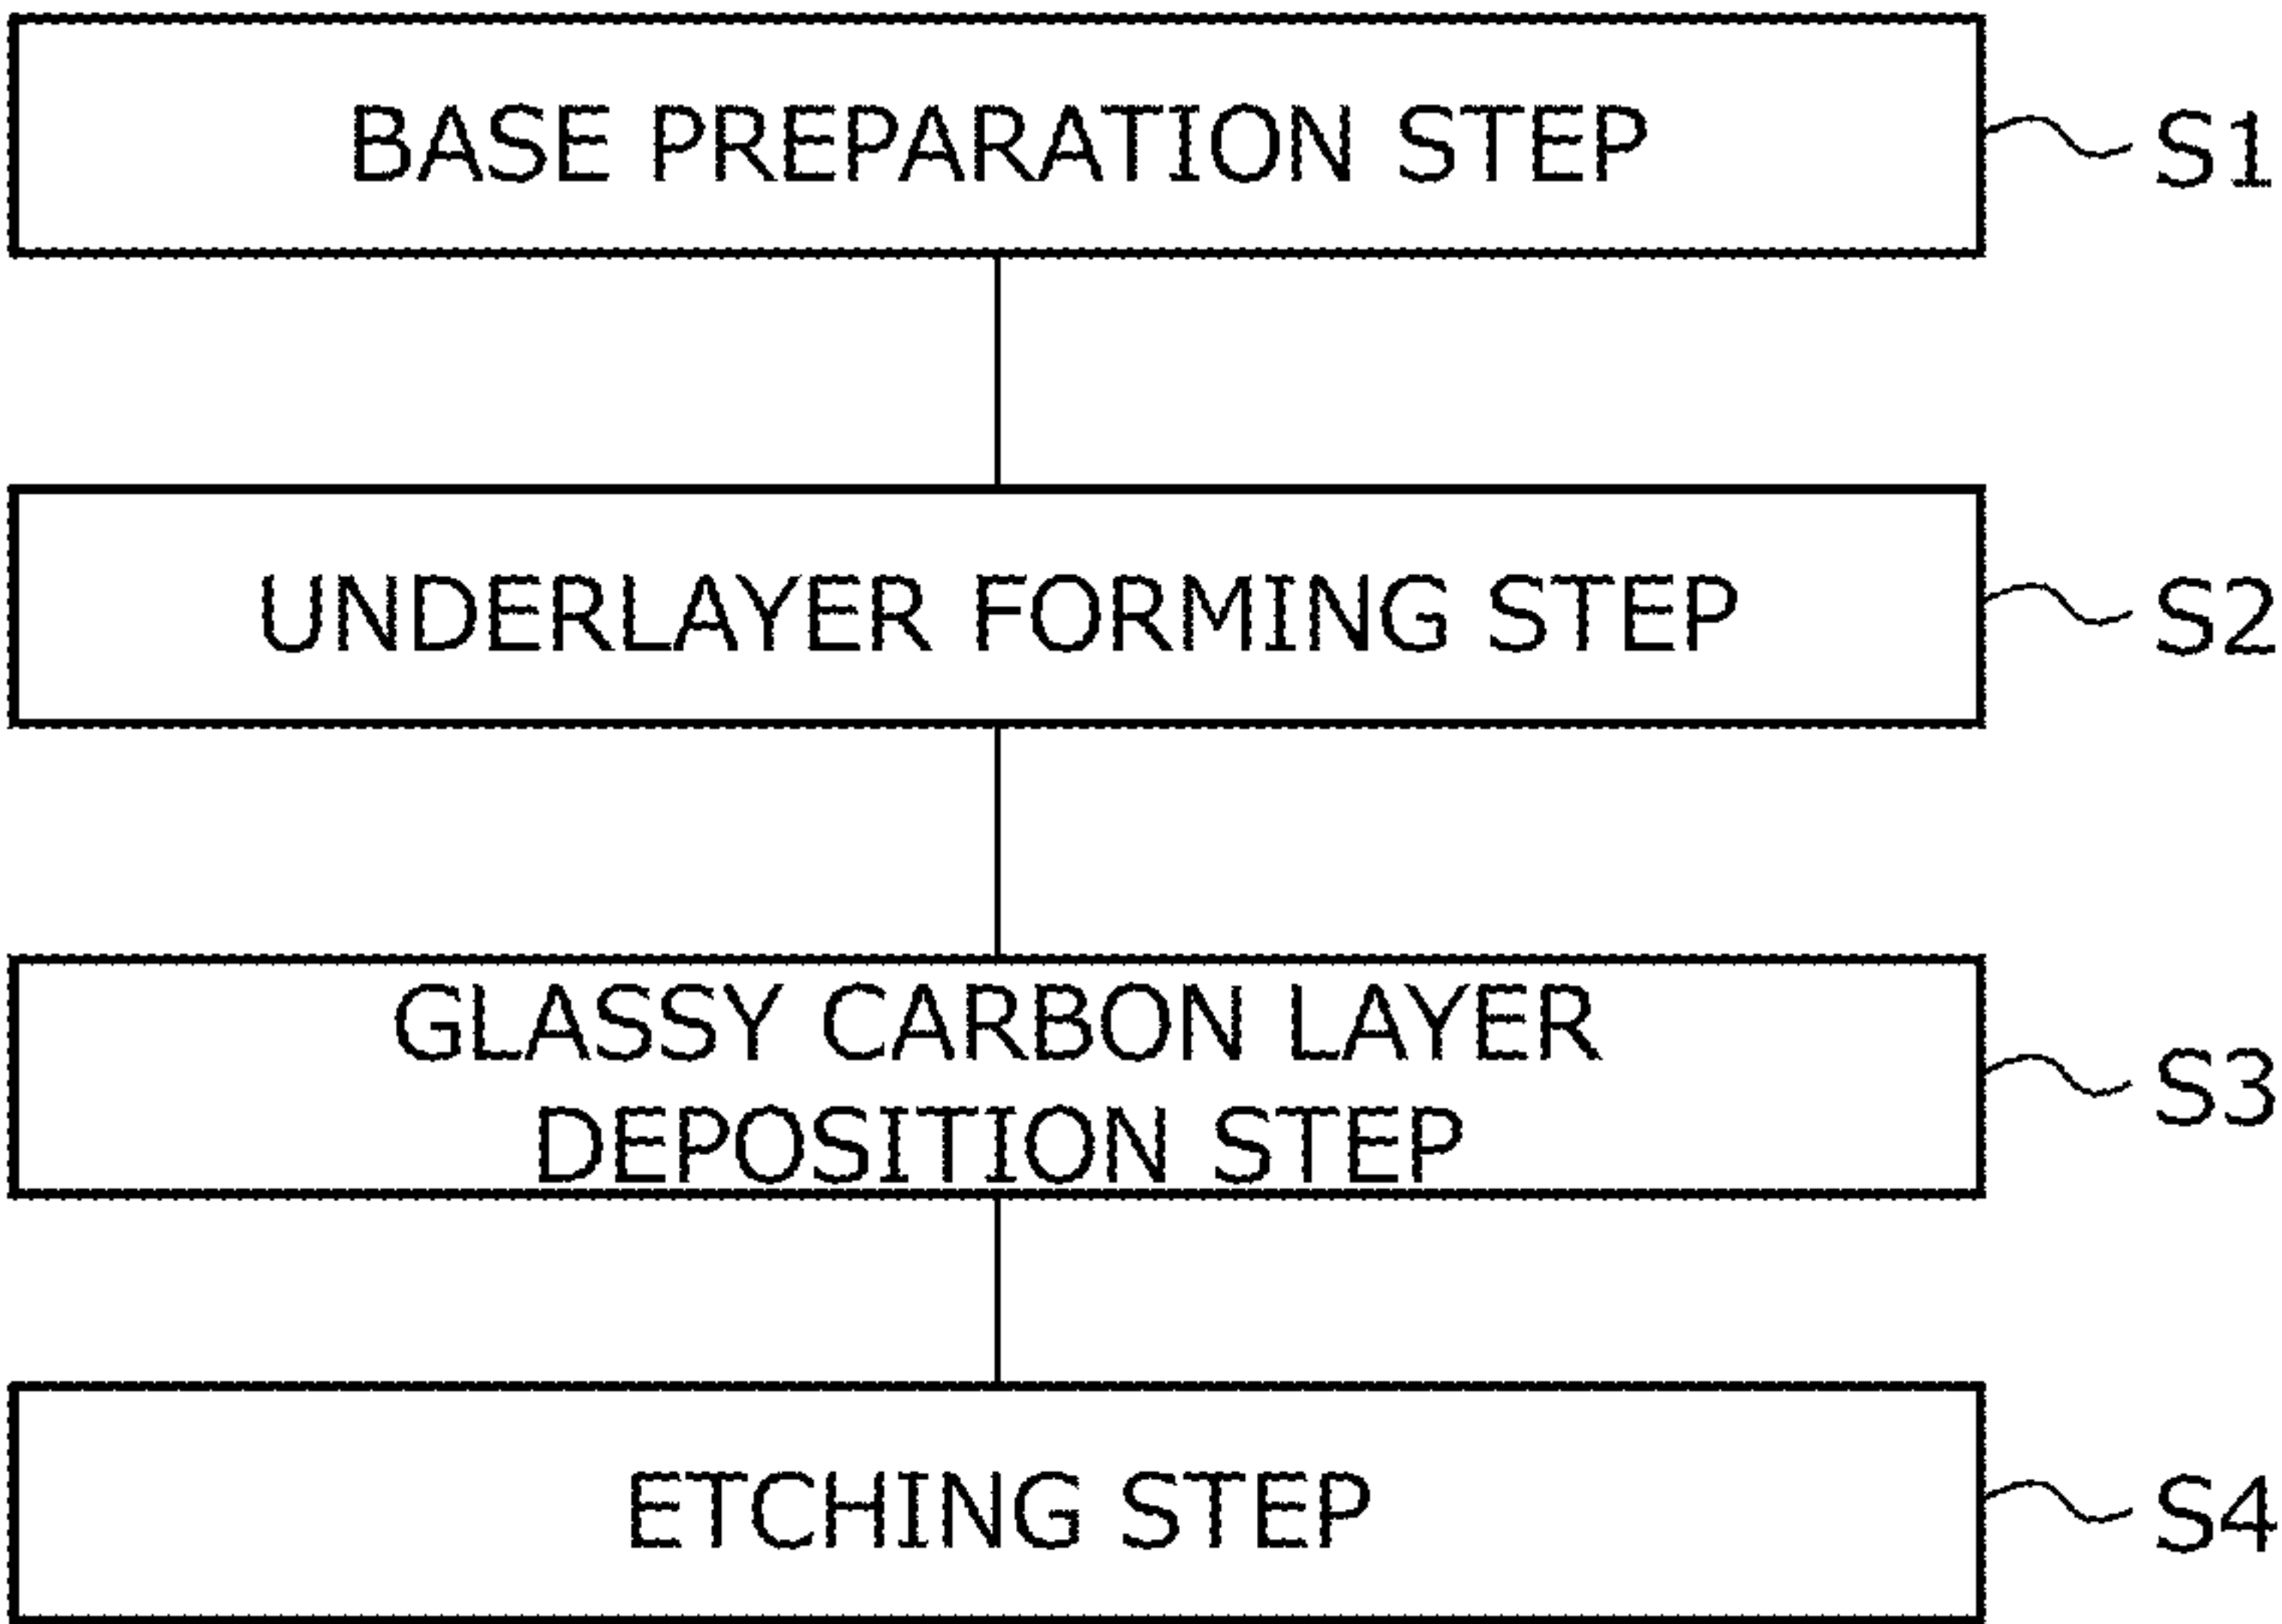 BASE PREPARATION STEP
S1
UNDERLAYER FORMING STEP
S2
GLASSY CARBON LAYER
DEPOSITION STEP
S3
ETCHING STEP
S4